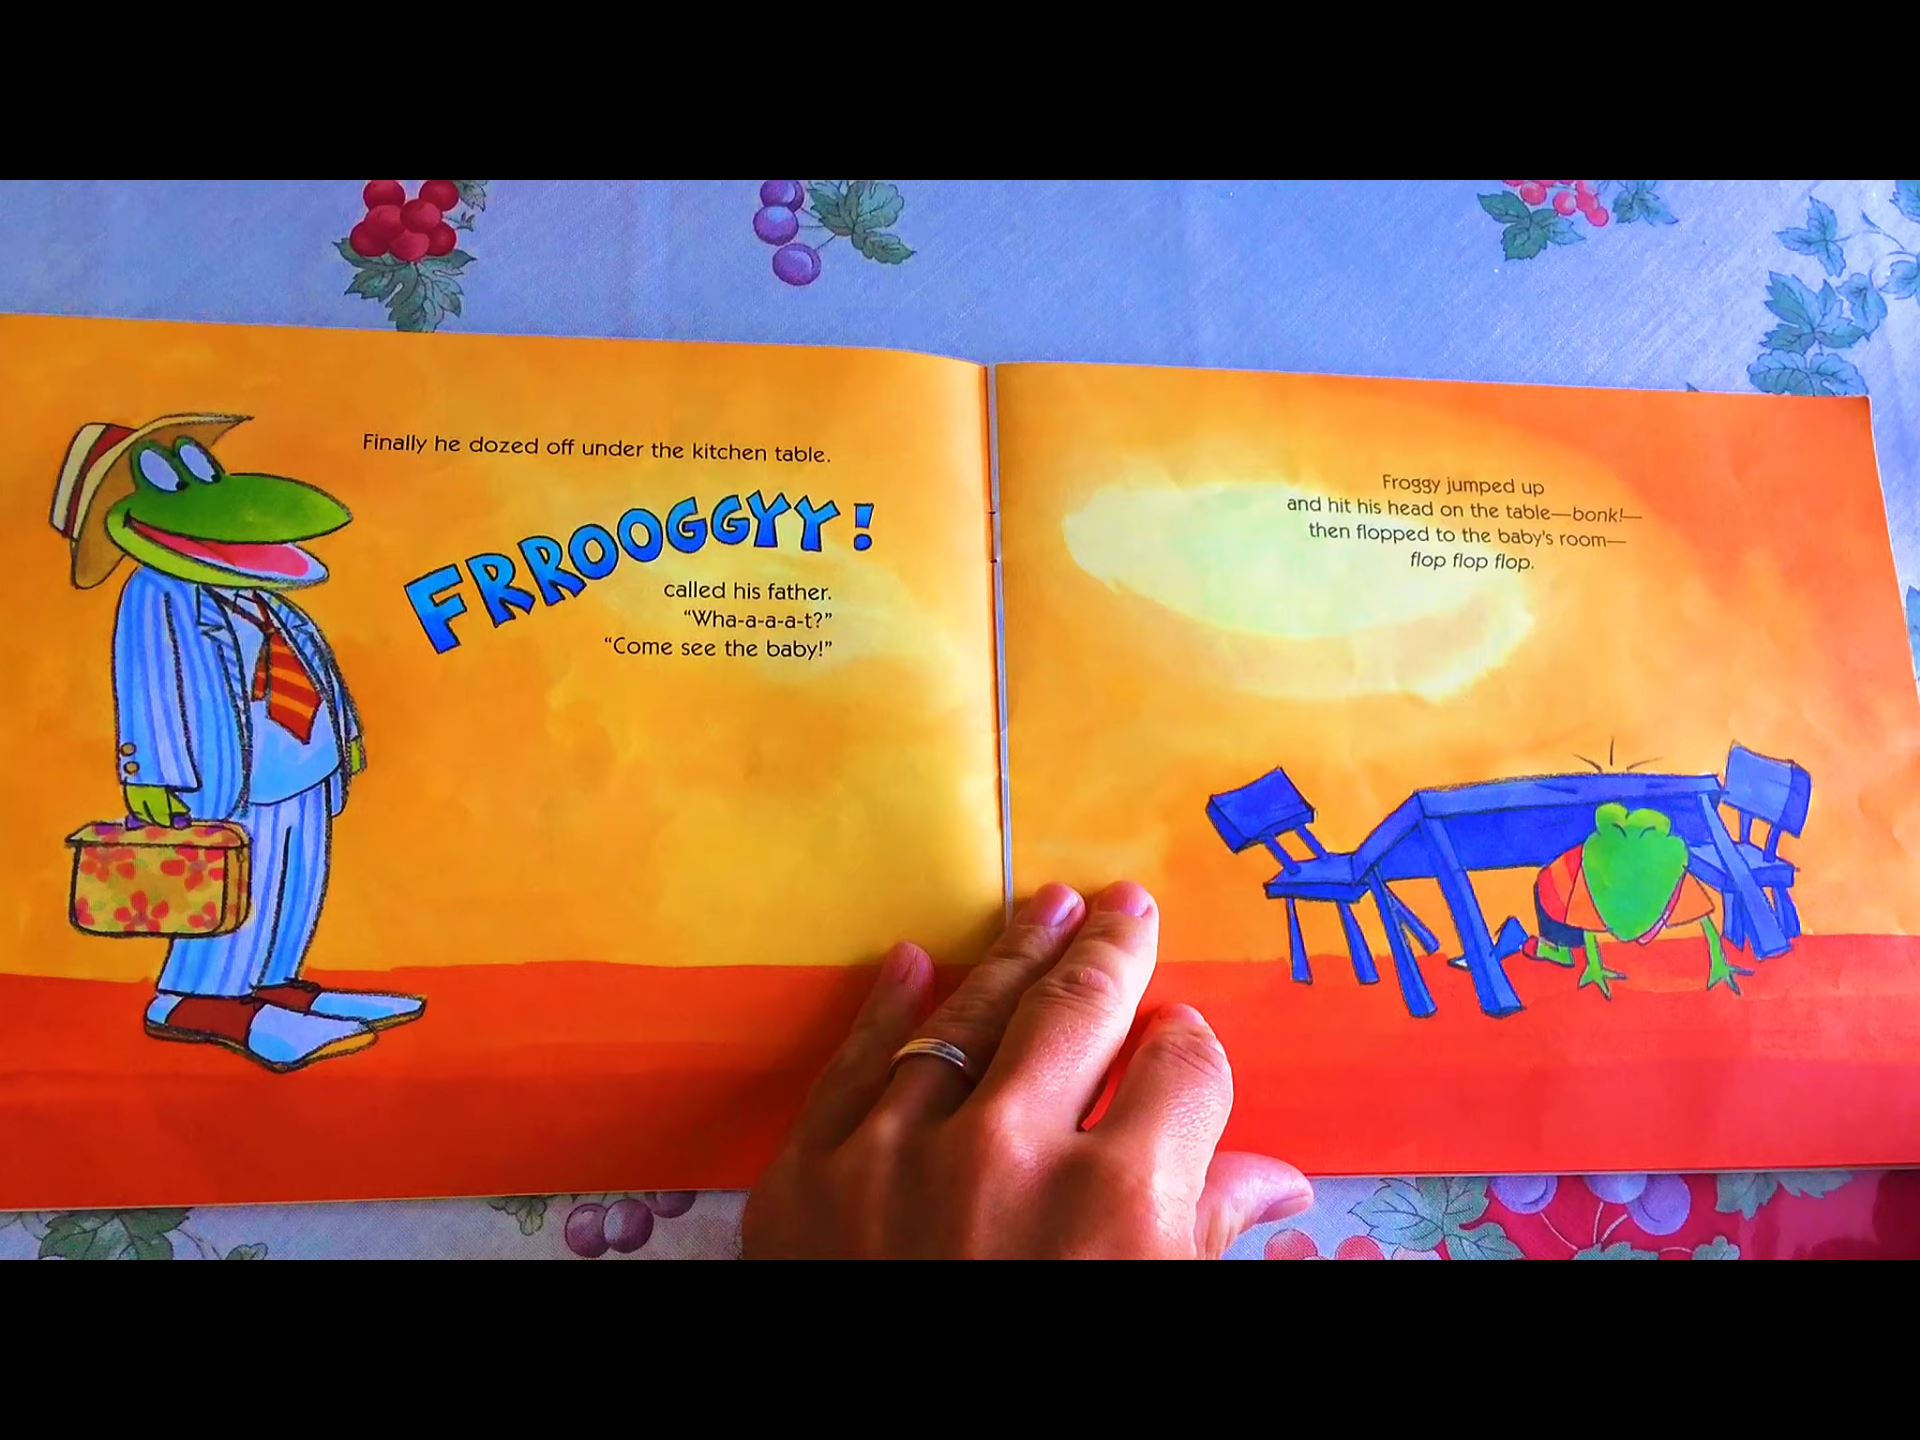 Finally he dozed off under the kitchen table.
FRROOGGYY!
called his father.
“Wha-a-a-a-t?”
“Come see the baby!”
Froggy jumped up
and hit his head on the table—bonk!—
then flopped to the baby's room—
flop flop flop.